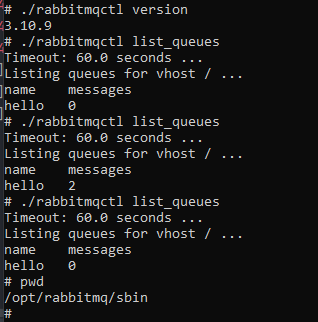 # ./rabbitmqctl version
3.10.9
# ./rabbitmqctl list_queues
Timeout: 60.0 seconds ...
Listing queues for vhost / ...
name    messages
hello   0
# ./rabbitmqctl list_queues
Timeout: 60.0 seconds ...
Listing queues for vhost / ...
name    messages
hello   2
# ./rabbitmqctl list_queues
Timeout: 60.0 seconds ...
Listing queues for vhost / ...
name    messages
hello   0
# pwd
/opt/rabbitmq/sbin
#